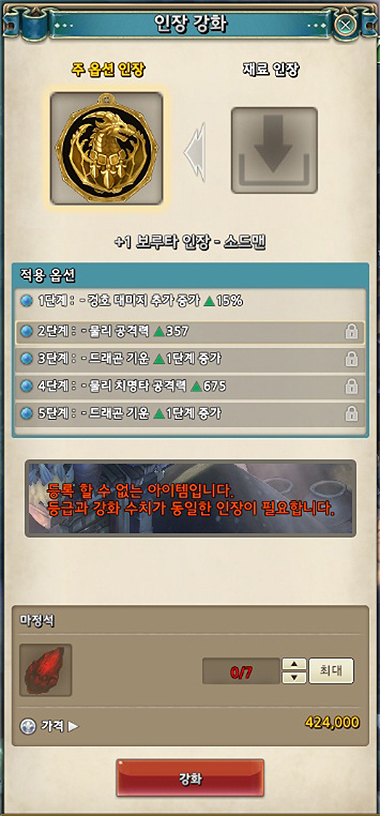 인장 강화
주 옵션 인장
재료 인장
+1 보루타 인장 - 소드맨
적용 옵션
1단계 : - 경호 대미지 추가 증가 ▲15%
2단계 : - 물리 공격력 ▲357
3단계 : - 드래곤 기운 ▲1단계 증가
4단계 : - 물리 치명타 공격력 ▲675
5단계 : - 드래곤 기운 ▲1단계 증가
등록 할 수 없는 아이템입니다.
등급과 강화 수치가 동일한 인장이 필요합니다.
마정석
0/7
최대
가격 ▶
424,000
강화